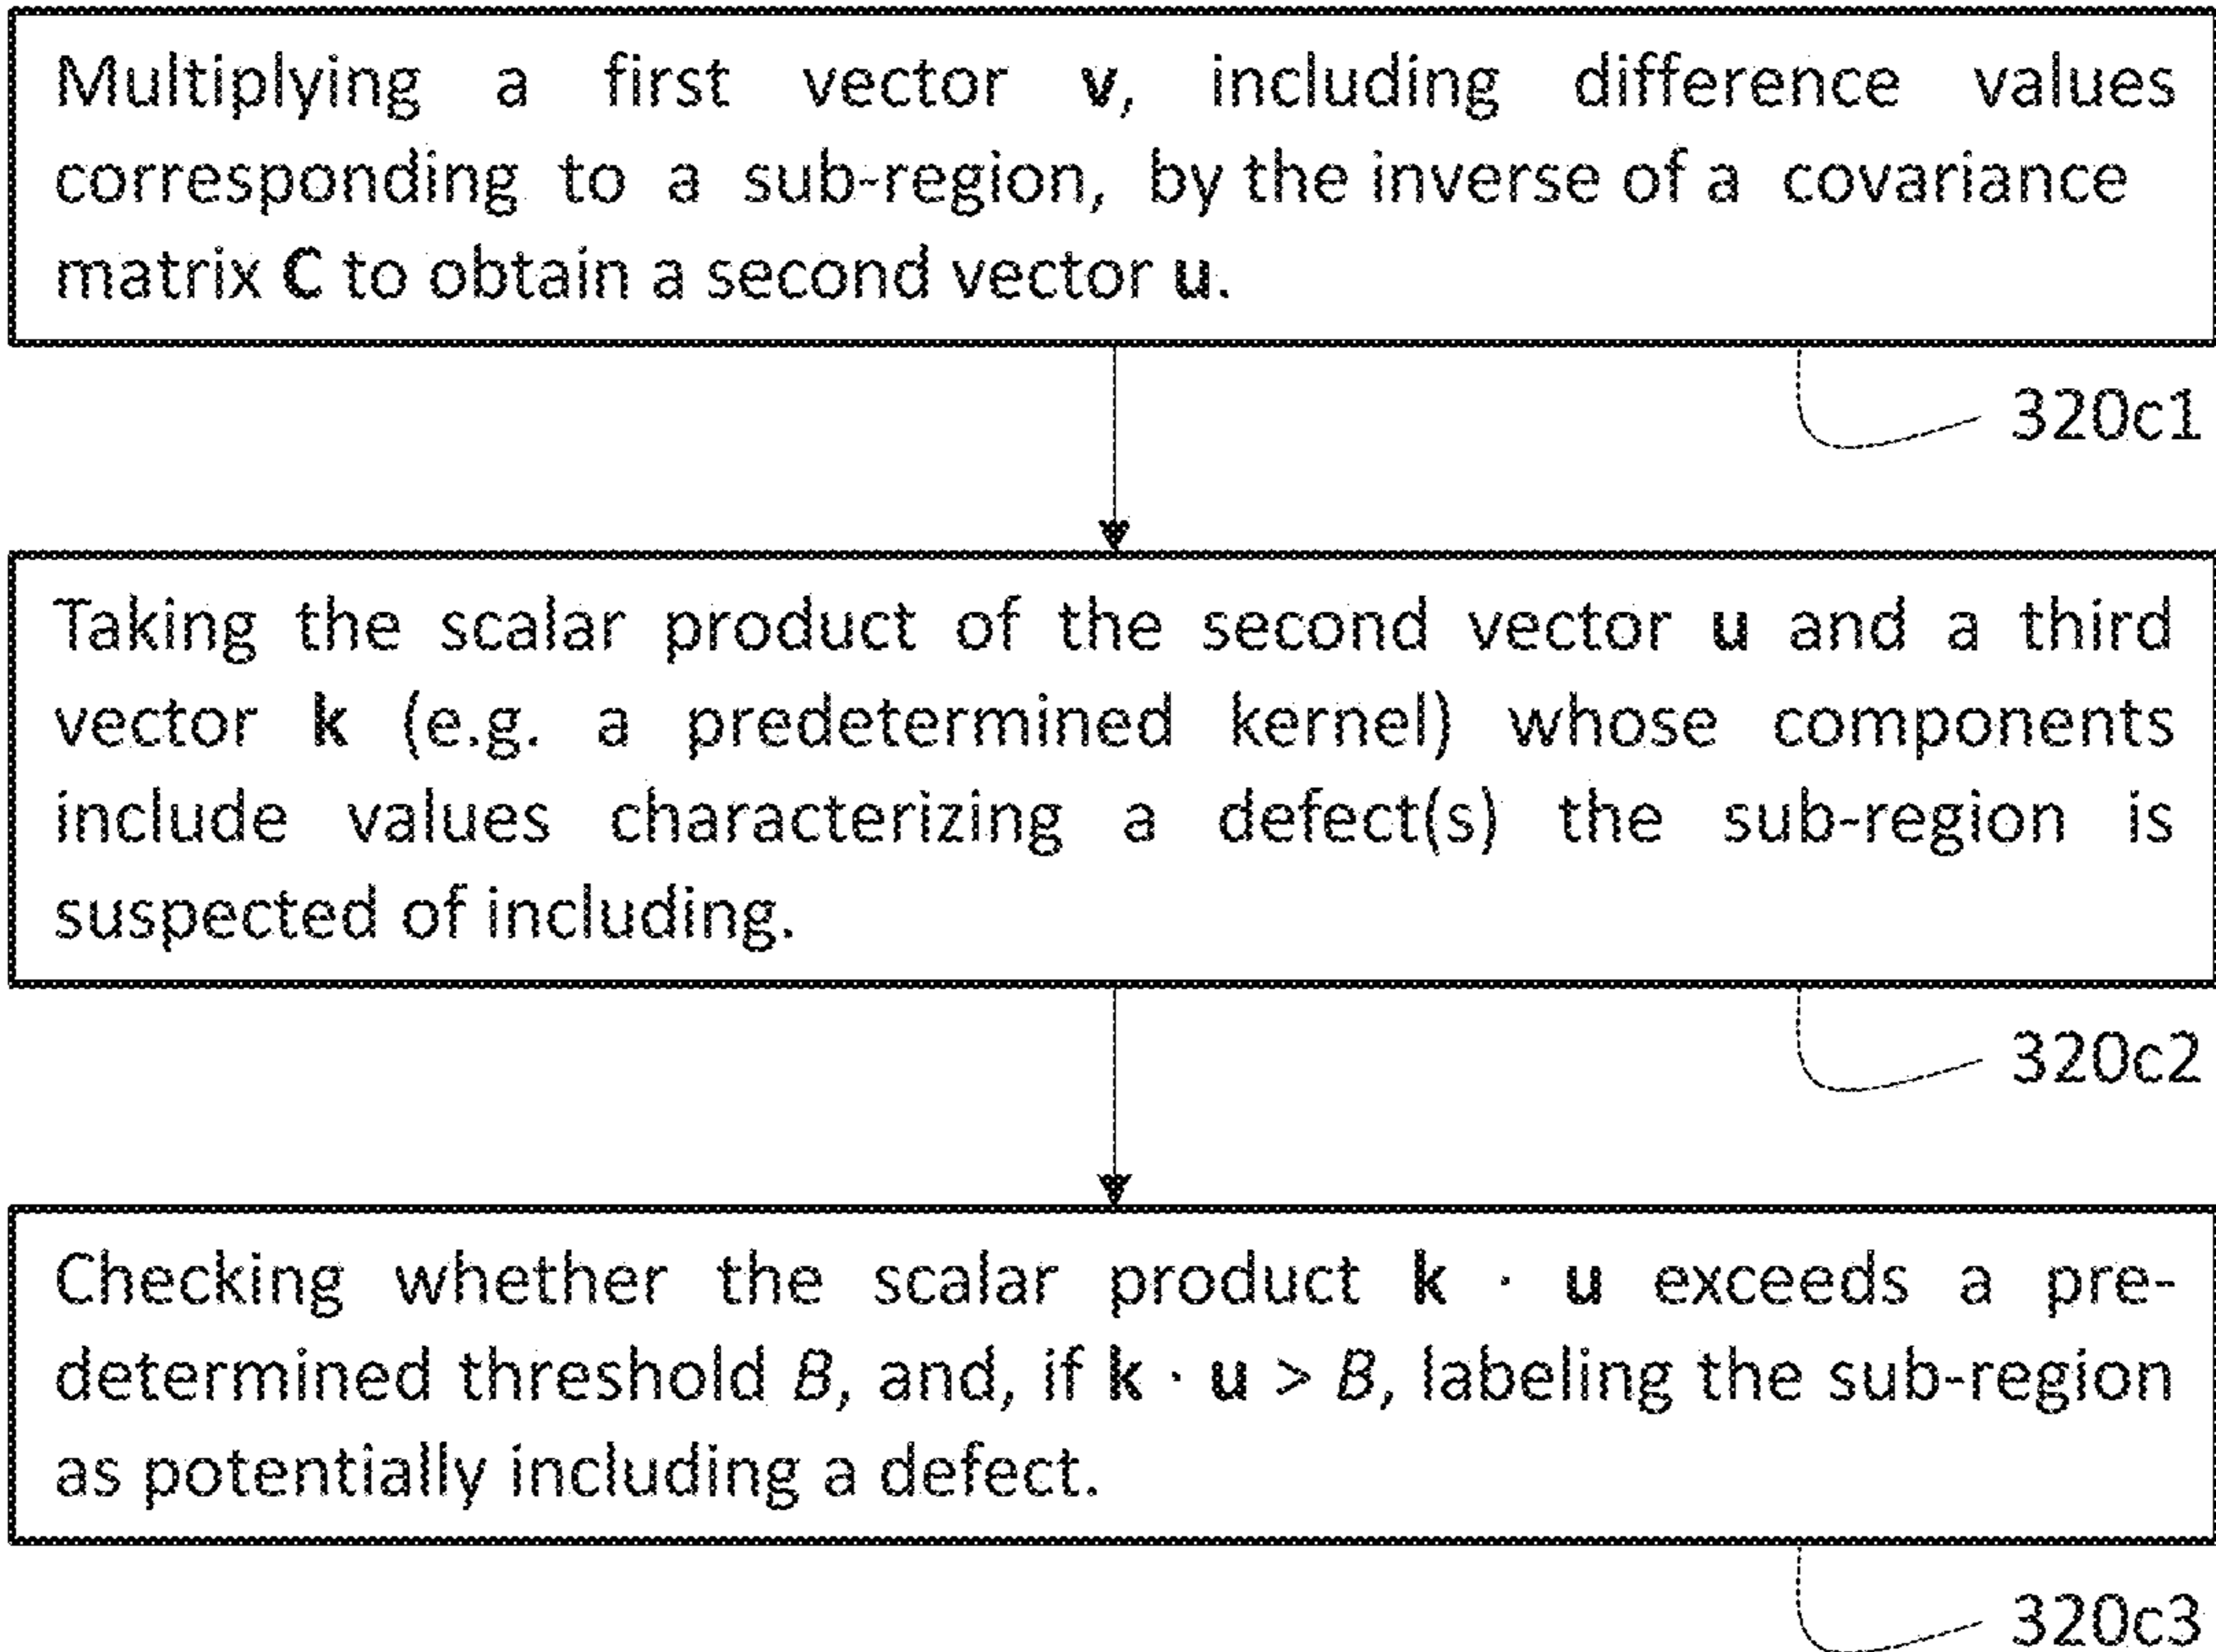 Multiplying a first vector v, including difference values
corresponding to a sub-region, by the inverse of a covariance
matrix C to obtain a second vector u.
320c1
Taking the scalar product of the second vector u and a third
vector k (e.g. a predetermined kernel) whose components
include values characterizing a defect(s) the sub-region is
suspected of including.
320c2
Checking whether the scalar product k · u exceeds a pre-
determined threshold B, and, if k · u > B, labeling the sub-region
as potentially including a defect.
320c3